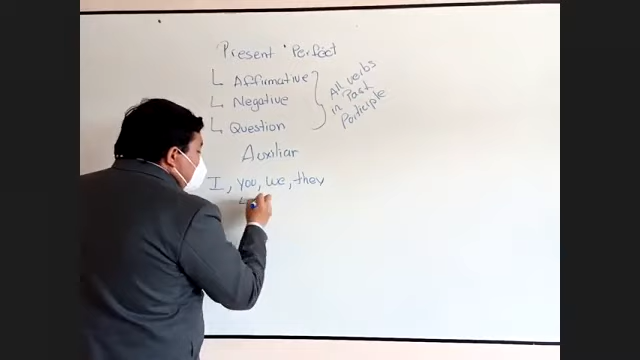 Present Perfect
Affirmative
Negative
Question
All verbs
in Past
Participle
Auxiliar
I, you, we, they